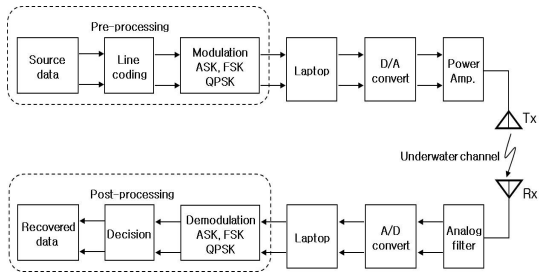 Pre-processing
Source
data
Line
coding
Modulation
ASK, FSK
QPSK
Laptop
D/A
convert
Power
Amp.
Tx
Underwater channel
Rx
Post-processing
Recovered
data
Decision
Demodulation
ASK, FSK
QPSK
Laptop
A/D
convert
Analog
filter